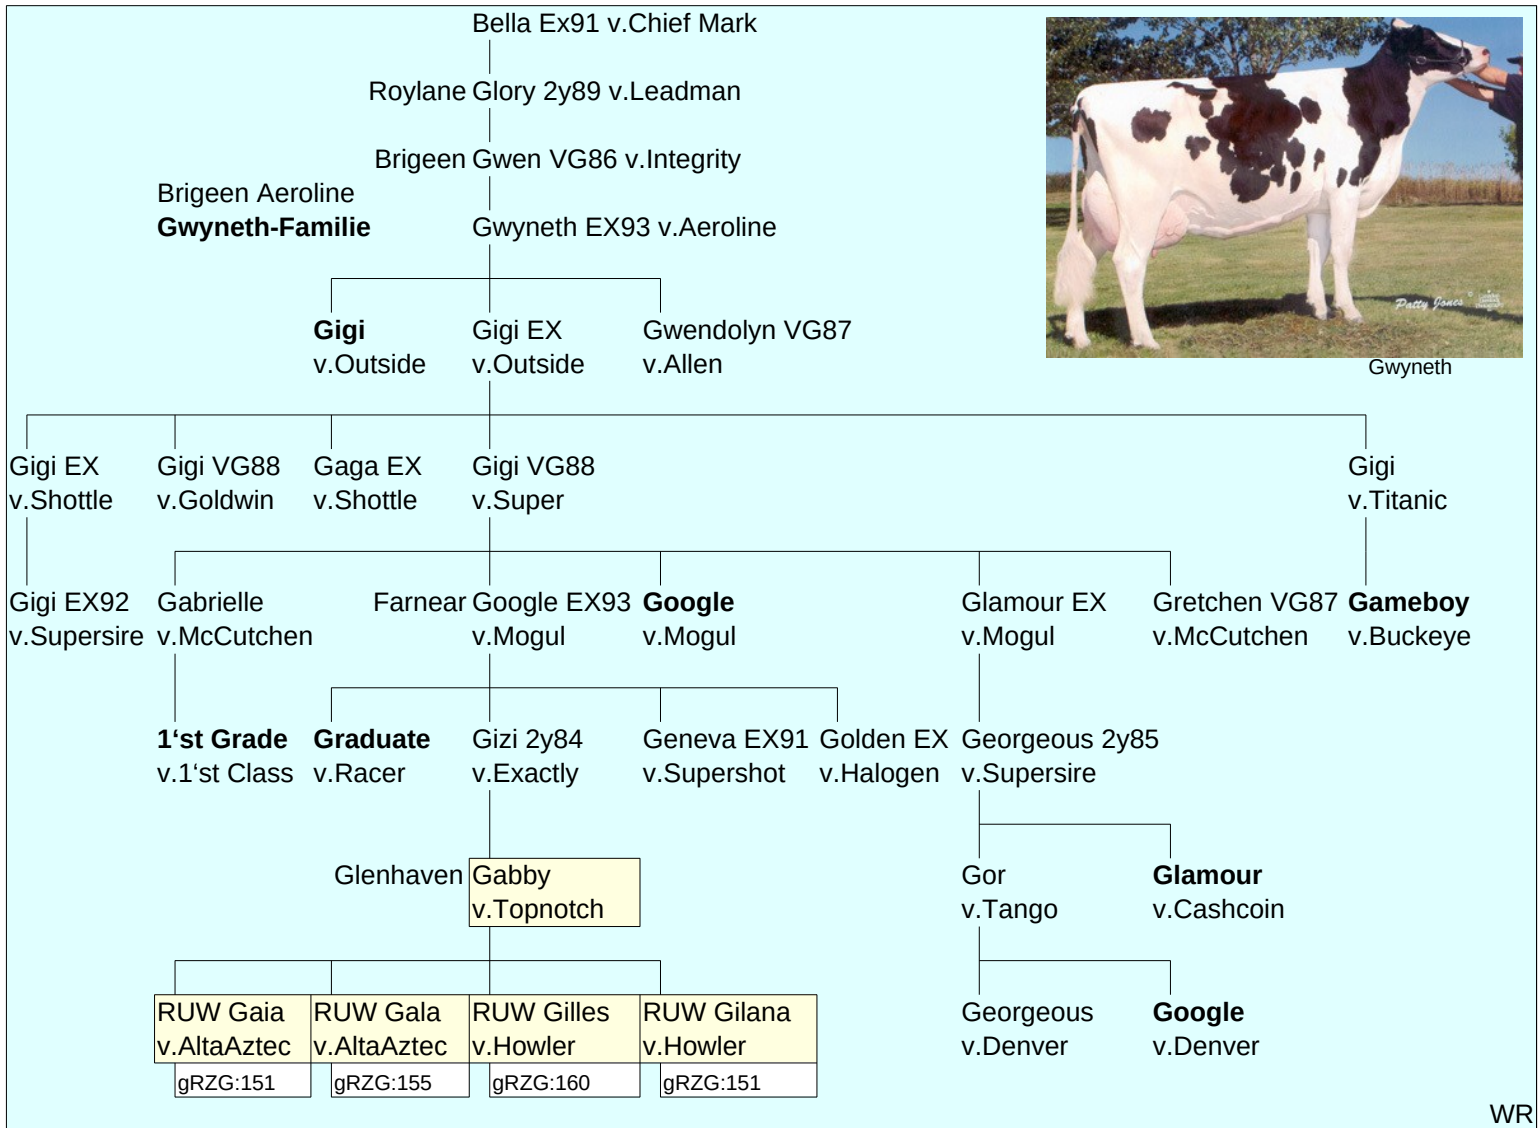 Bella Ex91 v.Chief Mark
Roylane Glory 2y89 v.Leadman
Brigeen Gwen VG86 v.Integrity
Brigeen Aeroline
Gwyneth-Familie
Gwyneth EX93 v.Aeroline
Patty Jones
Gwyneth
Gigi
v.Outside
Gigi EX
v.Outside
Gwendolyn VG87
v.Allen
Gigi EX
v.Shottle
Gigi VG88
v.Goldwin
Gaga EX
v.Shottle
Gigi VG88
v.Super
Gigi
v.Titanic
Gigi EX92
v.Supersire
Gabrielle
v.McCutchen
Farnear Google EX93
v.Mogul
Google
v.Mogul
Glamour EX
v.Mogul
Gretchen VG87
v.McCutchen
Gameboy
v.Buckeye
1‘st Grade
v.1‘st Class
Graduate
v.Racer
Gizi 2y84
v.Exactly
Geneva EX91
v.Supershot
Golden EX
v.Halogen
Georgeous 2y85
v.Supersire
Glenhaven Gabby
v.Topnotch
Gor
v.Tango
Glamour
v.Cashcoin
RUW Gaia
v.AltaAztec
gRZG:151
RUW Gala
v.AltaAztec
gRZG:155
RUW Gilles
v.Howler
gRZG:160
RUW Gilana
v.Howler
gRZG:151
Georgeous
v.Denver
Google
v.Denver
WR